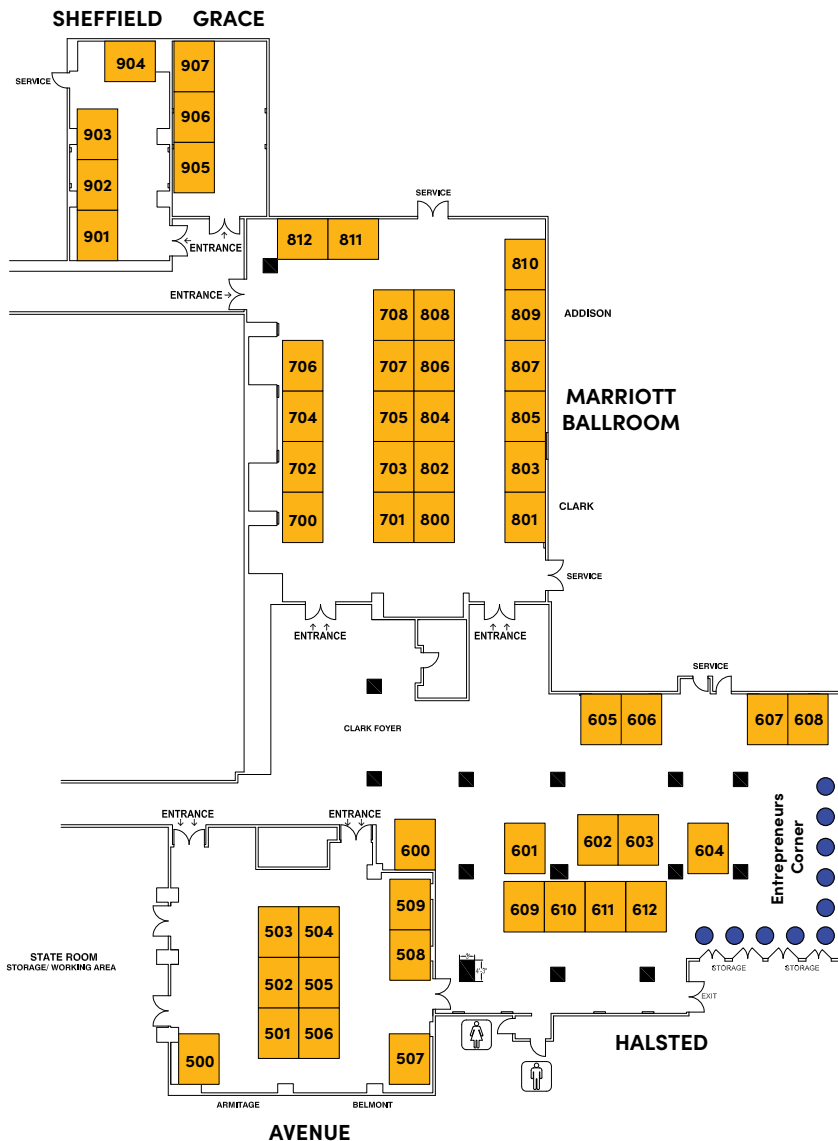 SHEFFIELD GRACE
904
907
SERVICE
906
903
905
902
SERVICE
901
ENTRANCE
812
811
810
ENTRANCE
708
808
809
ADDISON
706
707
806
807
MARRIOTT
BALLROOM
704
705
804
805
702
703
802
803
700
701
800
801
CLARK
SERVICE
ENTRANCE
ENTRANCE
SERVICE
605
606
607
608
CLARK FOYER
ENTRANCE
ENTRANCE
600
601
602
603
604
Entrepreneurs
Corner
609
610
611
612
509
503
504
508
STATE ROOM
STORAGE/ WORKING AREA
502
505
STORAGE
STORAGE
EXIT
501
506
500
507
HALSTED
ARMITAGE
BELMONT
AVENUE